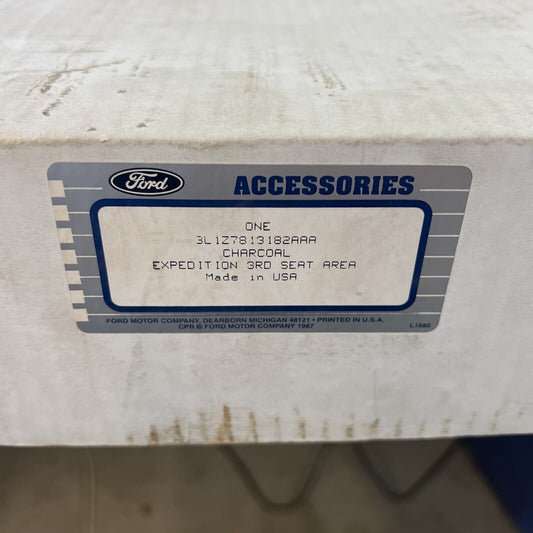 Ford ACCESSORIES
ONE
3L1Z7813182AAA
CHARCOAL
EXPEDITION 3RD SEAT AREA
Made in USA
FORD MOTOR COMPANY, DEARBORN MICHIGAN 48121 • PRINTED IN U.S.A.
CPR © FORD MOTOR COMPANY 1987 L1582